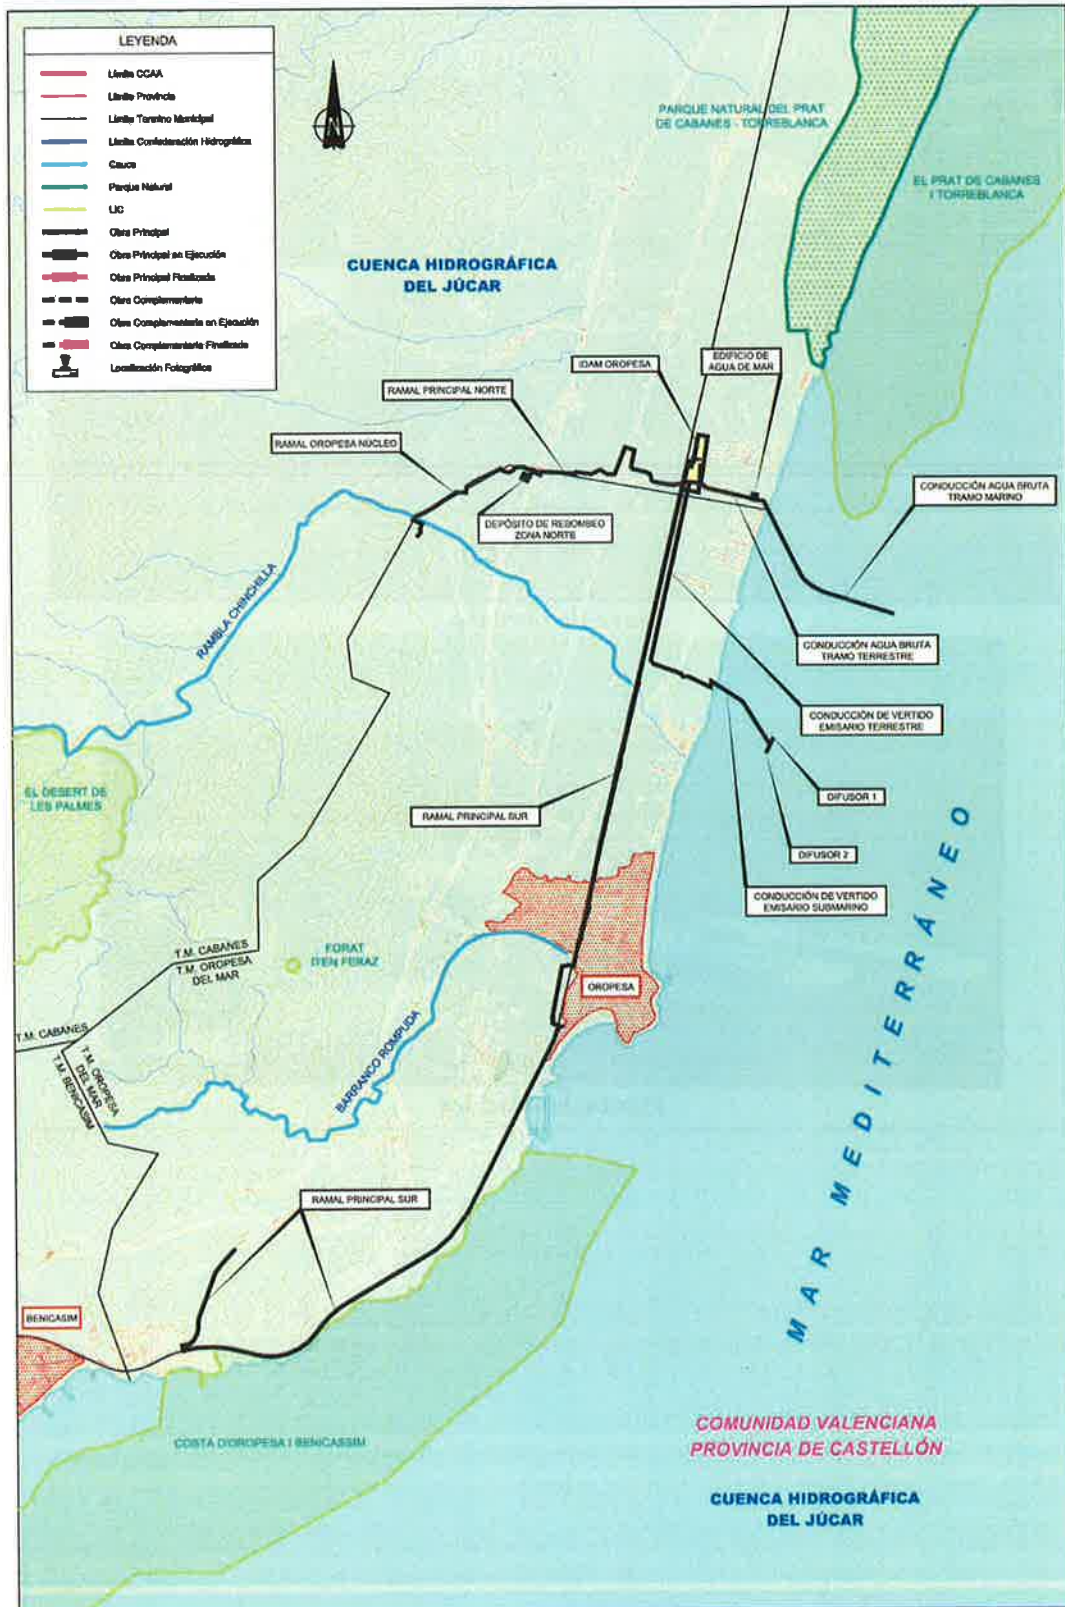 LEYENDA
Límite CCAA
Límite Provincia
Límite Termino Municipal
Límite Confederación Hidrográfica
Cauce
Parque Natural
LIC
Obra Principal
Obra Principal en Ejecución
Obra Principal Finalizada
Obra Complementaria
Obra Complementaria en Ejecución
Obra Complementaria Finalizada
Localización Fotográfica
N
PARQUE NATURAL DEL PRAT
DE CABANES - TORREBLANCA
EL PRAT DE CABANES
I TORREBLANCA
CUENCA HIDROGRÁFICA
DEL JÚCAR
IDAM OROPESA
EDIFICIO DE
AGUA DE MAR
RAMAL PRINCIPAL NORTE
RAMAL OROPESA NÚCLEO
CONDUCCIÓN AGUA BRUTA
TRAMO MARINO
DEPÓSITO DE REBOMBEO
ZONA NORTE
RAMBLA CHINCHILLA
CONDUCCIÓN AGUA BRUTA
TRAMO TERRESTRE
CONDUCCIÓN DE VERTIDO
EMISARIO TERRESTRE
EL DESERT DE
LES PALMES
DIFUSOR 1
RAMAL PRINCIPAL SUR
DIFUSOR 2
CONDUCCIÓN DE VERTIDO
EMISARIO SUBMARINO
MAR MEDITERRÁNEO
T.M. CABANES
T.M. OROPESA
DEL MAR
FORAT
D'EN FERAZ
OROPESA
T.M. CABANES
T.M. OROPESA
DEL MAR
T.M. BENICASIM
BARRANCO ROMPUDA
RAMAL PRINCIPAL SUR
BENICASIM
COSTA D'OROPESA I BENICASSIM
COMUNIDAD VALENCIANA
PROVINCIA DE CASTELLÓN
CUENCA HIDROGRÁFICA
DEL JÚCAR